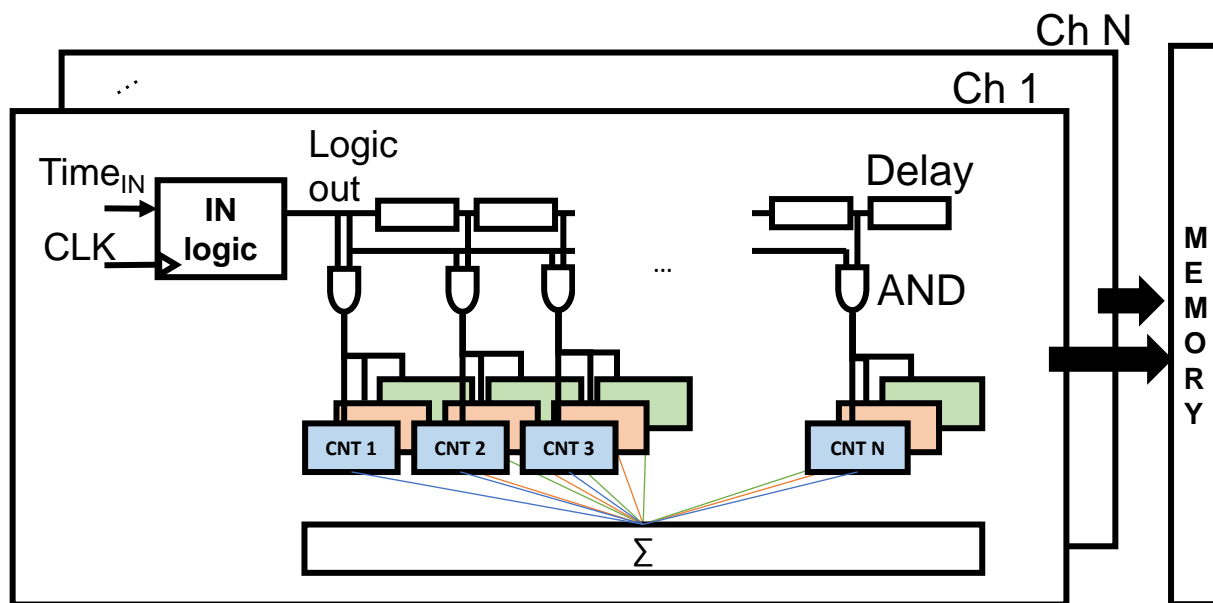 Ch N
Ch 1
...
Time_IN
CLK
IN
logic
Logic
out
Delay
...
AND
CNT 1
CNT 2
CNT 3
CNT N
Σ
M
E
M
O
R
Y